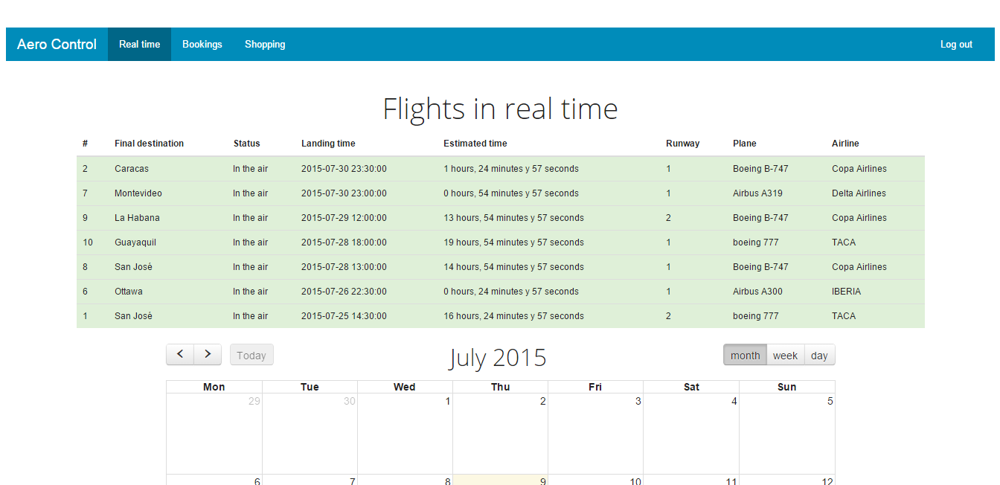 Aero Control Real time Bookings Shopping Log out
Flights in real time
# Final destination Status Landing time Estimated time Runway Plane Airline
2 Caracas In the air 2015-07-30 23:30:00 1 hours, 24 minutes y 57 seconds 1 Boeing B-747 Copa Airlines
7 Montevideo In the air 2015-07-30 23:00:00 0 hours, 54 minutes y 57 seconds 1 Airbus A319 Delta Airlines
9 La Habana In the air 2015-07-29 12:00:00 13 hours, 54 minutes y 57 seconds 2 Boeing B-747 Copa Airlines
10 Guayaquil In the air 2015-07-28 18:00:00 19 hours, 54 minutes y 57 seconds 1 boeing 777 TACA
8 San José In the air 2015-07-28 13:00:00 14 hours, 54 minutes y 57 seconds 1 Boeing B-747 Copa Airlines
6 Ottawa In the air 2015-07-26 22:30:00 0 hours, 24 minutes y 57 seconds 1 Airbus A300 IBERIA
1 San José In the air 2015-07-25 14:30:00 16 hours, 24 minutes y 57 seconds 2 boeing 777 TACA
Today July 2015 month week day
Mon Tue Wed Thu Fri Sat Sun
29 30 1 2 3 4 5
6 7 8 9 10 11 12